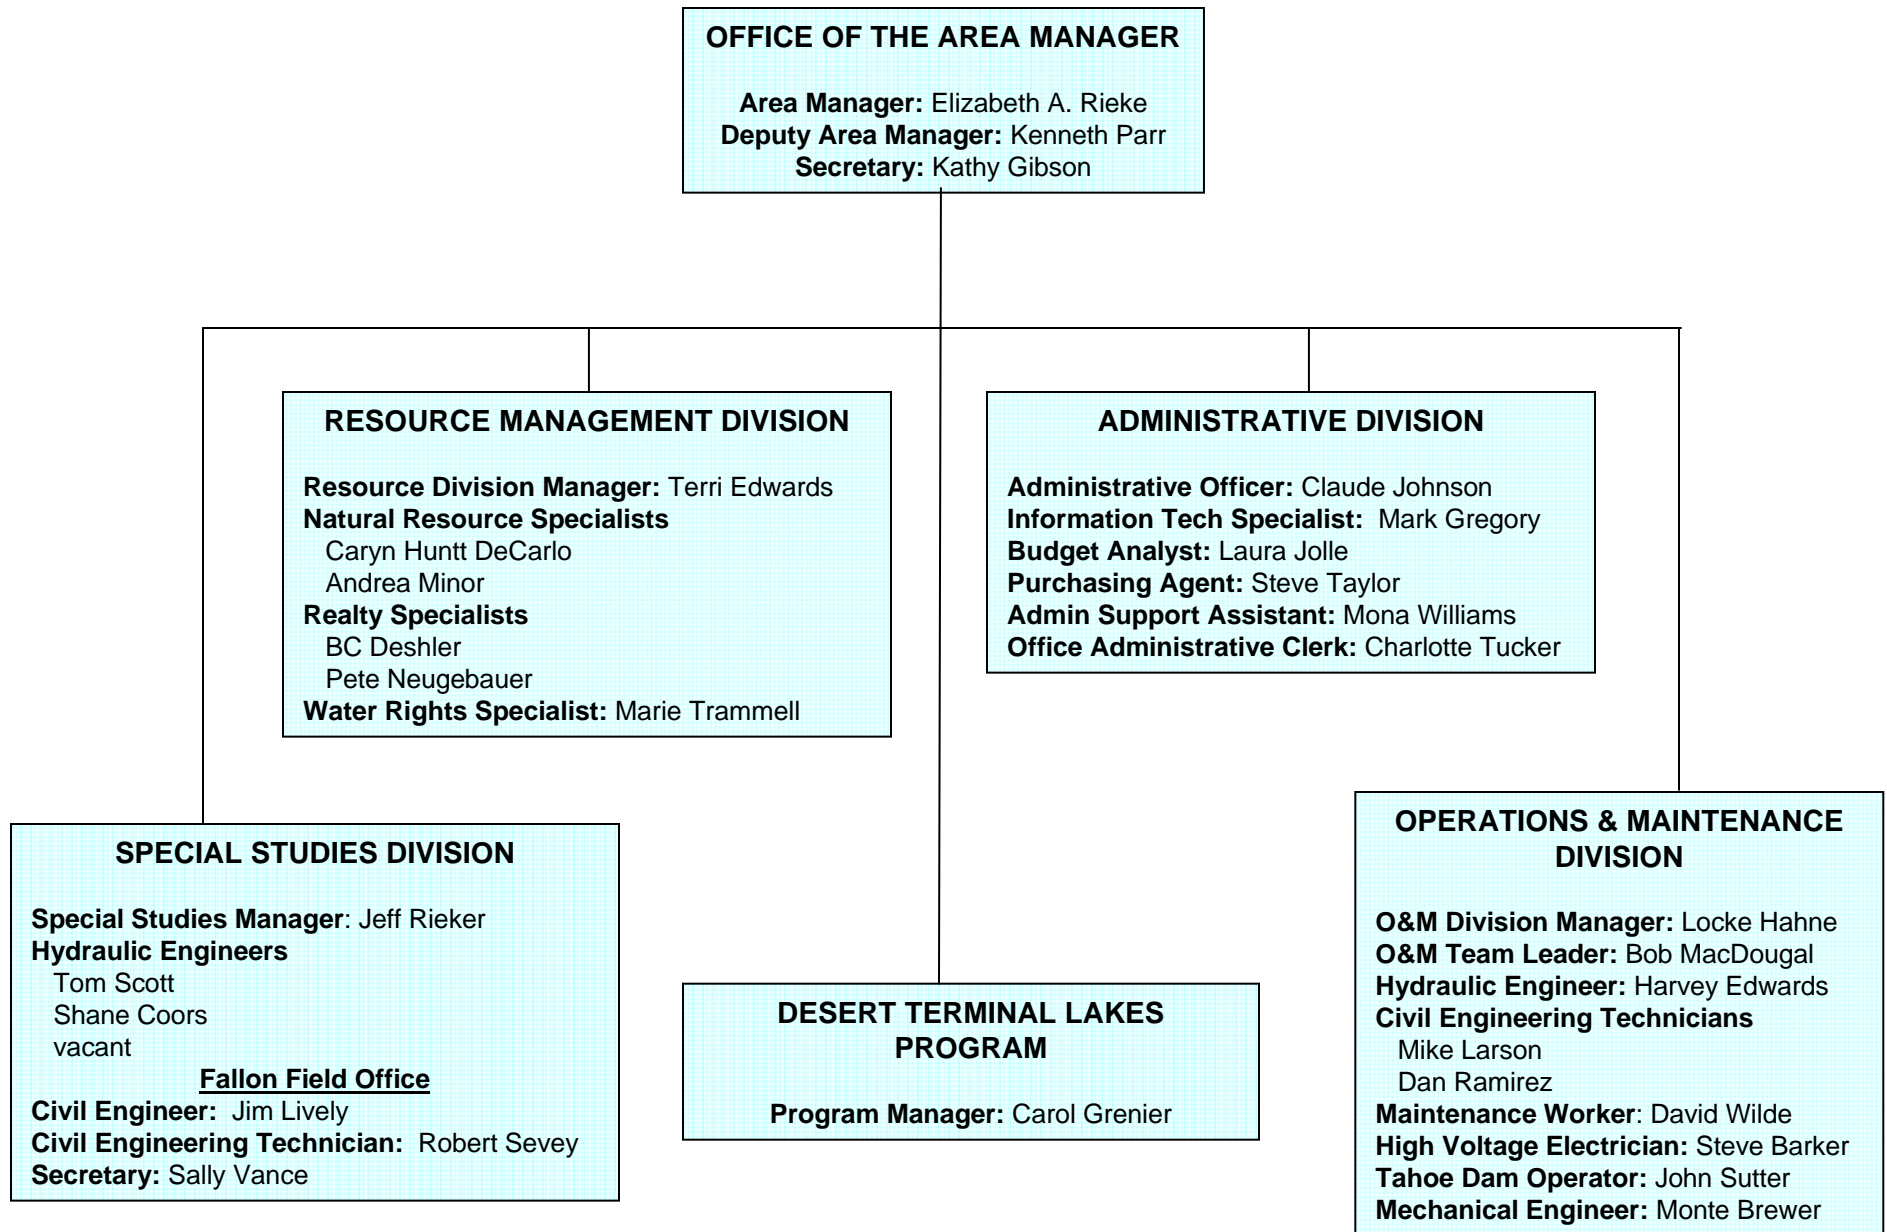 OFFICE OF THE AREA MANAGER
Area Manager: Elizabeth A. Rieke
Deputy Area Manager: Kenneth Parr
Secretary: Kathy Gibson
RESOURCE MANAGEMENT DIVISION
Resource Division Manager: Terri Edwards
Natural Resource Specialists
Caryn Huntt DeCarlo
Andrea Minor
Realty Specialists
BC Deshler
Pete Neugebauer
Water Rights Specialist: Marie Trammell
ADMINISTRATIVE DIVISION
Administrative Officer: Claude Johnson
Information Tech Specialist: Mark Gregory
Budget Analyst: Laura Jolle
Purchasing Agent: Steve Taylor
Admin Support Assistant: Mona Williams
Office Administrative Clerk: Charlotte Tucker
SPECIAL STUDIES DIVISION
Special Studies Manager: Jeff Rieker
Hydraulic Engineers
Tom Scott
Shane Coors
vacant
Fallon Field Office
Civil Engineer: Jim Lively
Civil Engineering Technician: Robert Sevey
Secretary: Sally Vance
DESERT TERMINAL LAKES
PROGRAM
Program Manager: Carol Grenier
OPERATIONS & MAINTENANCE
DIVISION
O&M Division Manager: Locke Hahne
O&M Team Leader: Bob MacDougal
Hydraulic Engineer: Harvey Edwards
Civil Engineering Technicians
Mike Larson
Dan Ramirez
Maintenance Worker: David Wilde
High Voltage Electrician: Steve Barker
Tahoe Dam Operator: John Sutter
Mechanical Engineer: Monte Brewer